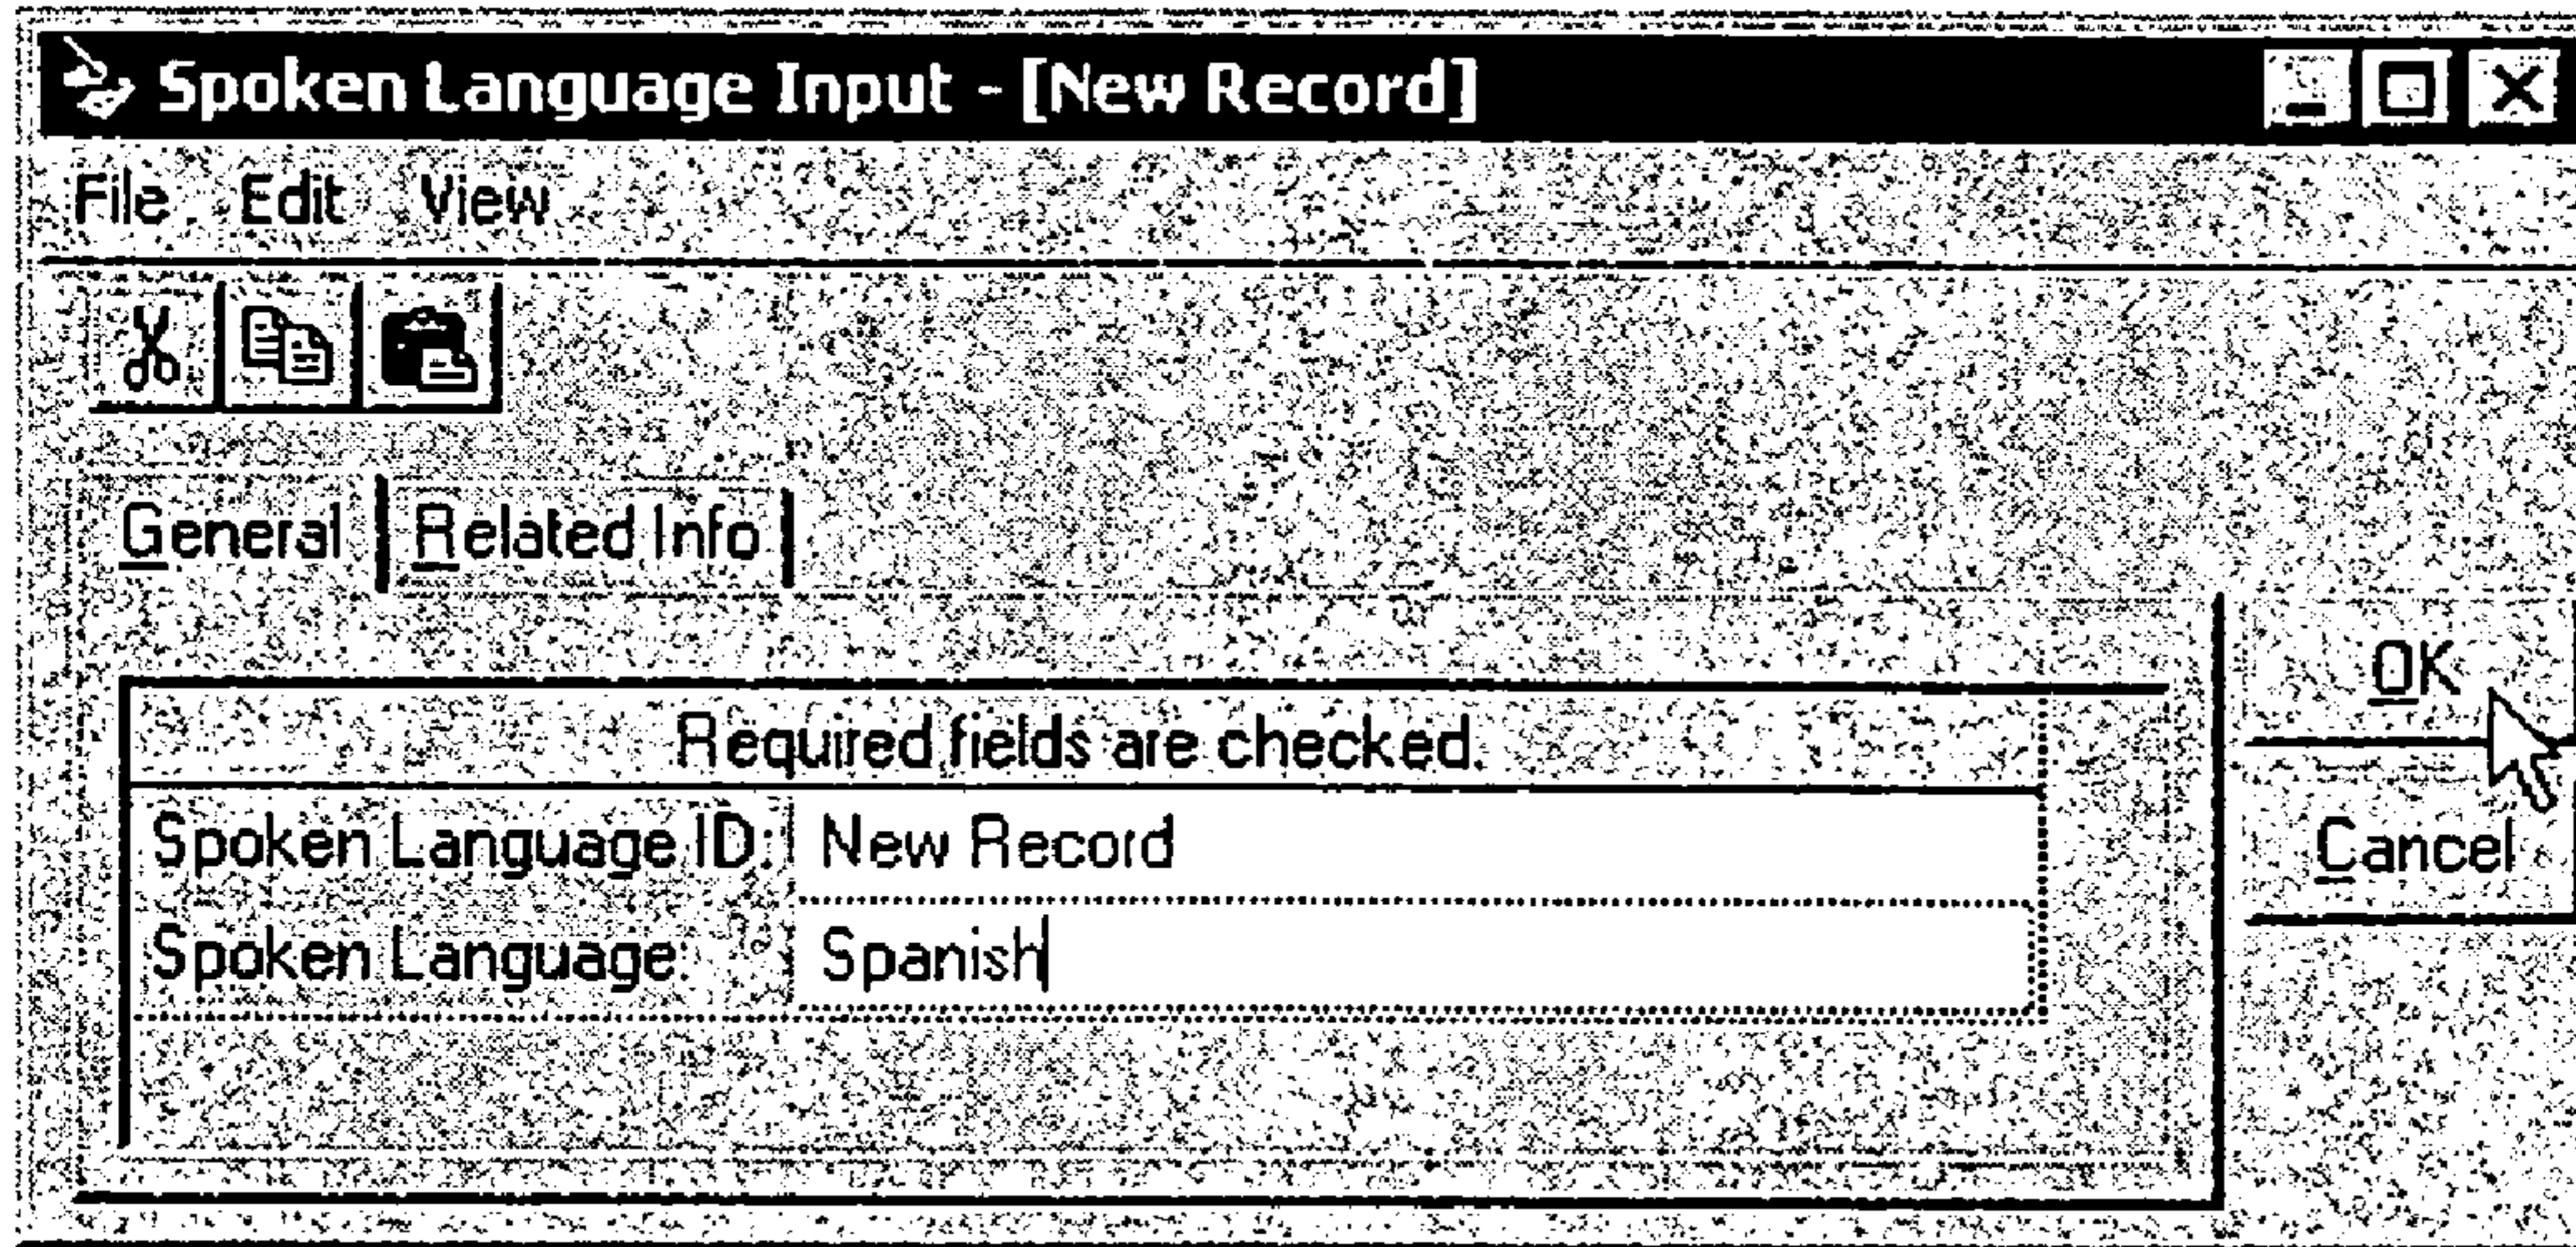 Spoken Language Input - [New Record]
File Edit View
General Related Info
OK
Required fields are checked.
Cancel
Spoken Language ID: New Record
Spoken Language: Spanish